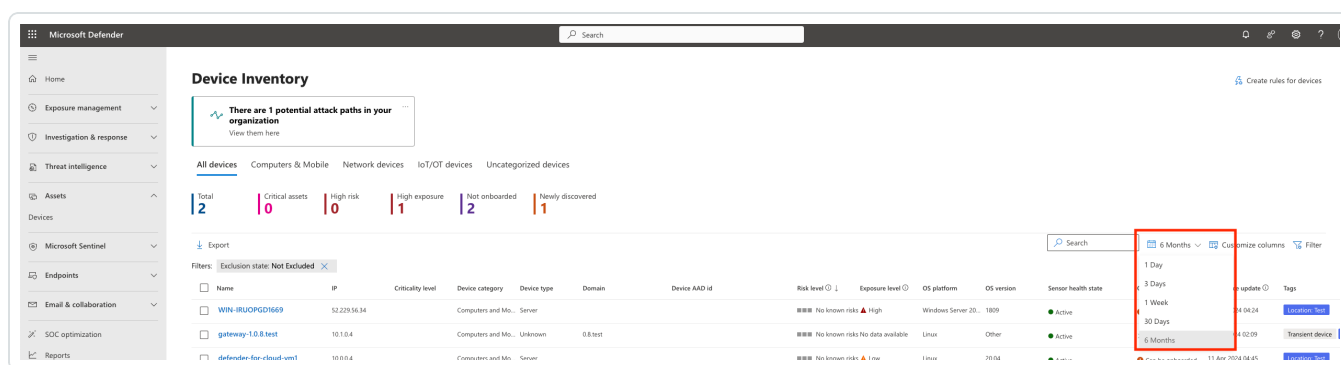 Microsoft Defender
Search
Home
Exposure management
Investigation & response
Threat intelligence
Assets
Devices
Microsoft Sentinel
Endpoints
Email & collaboration
SOC optimization
Reports
Device Inventory
Create rules for devices
There are 1 potential attack paths in your
organization
View them here
All devices Computers & Mobile Network devices IoT/OT devices Uncategorized devices
Total Critical assets High risk High exposure Not onboarded Newly discovered
2 0 0 1 2 1
Export Search 6 Months Customize columns Filter
Filters: Exclusion state: Not Excluded
Name IP Criticality level Device category Device type Domain Device AAD id Risk level Exposure level OS platform OS version Sensor health state update Tags
WIN-IRUOPGD1669 52.229.56.34 Computers and Mo... Server No known risks High Windows Server 20... 1809 Active 04:24 Location: Test
gateway-1.0.8.test 10.1.0.4 Computers and Mo... Unknown 0.8.test No known risks No data available Linux Other Active 02:09 Transient device
defender-for-cloud-vm1 10.0.0.4 Computers and Mo... Server No known risks Low Linux 20.04 Active Can be onboarded 11 Apr 2024 04:45 Location: Test
1 Day
3 Days
1 Week
30 Days
6 Months